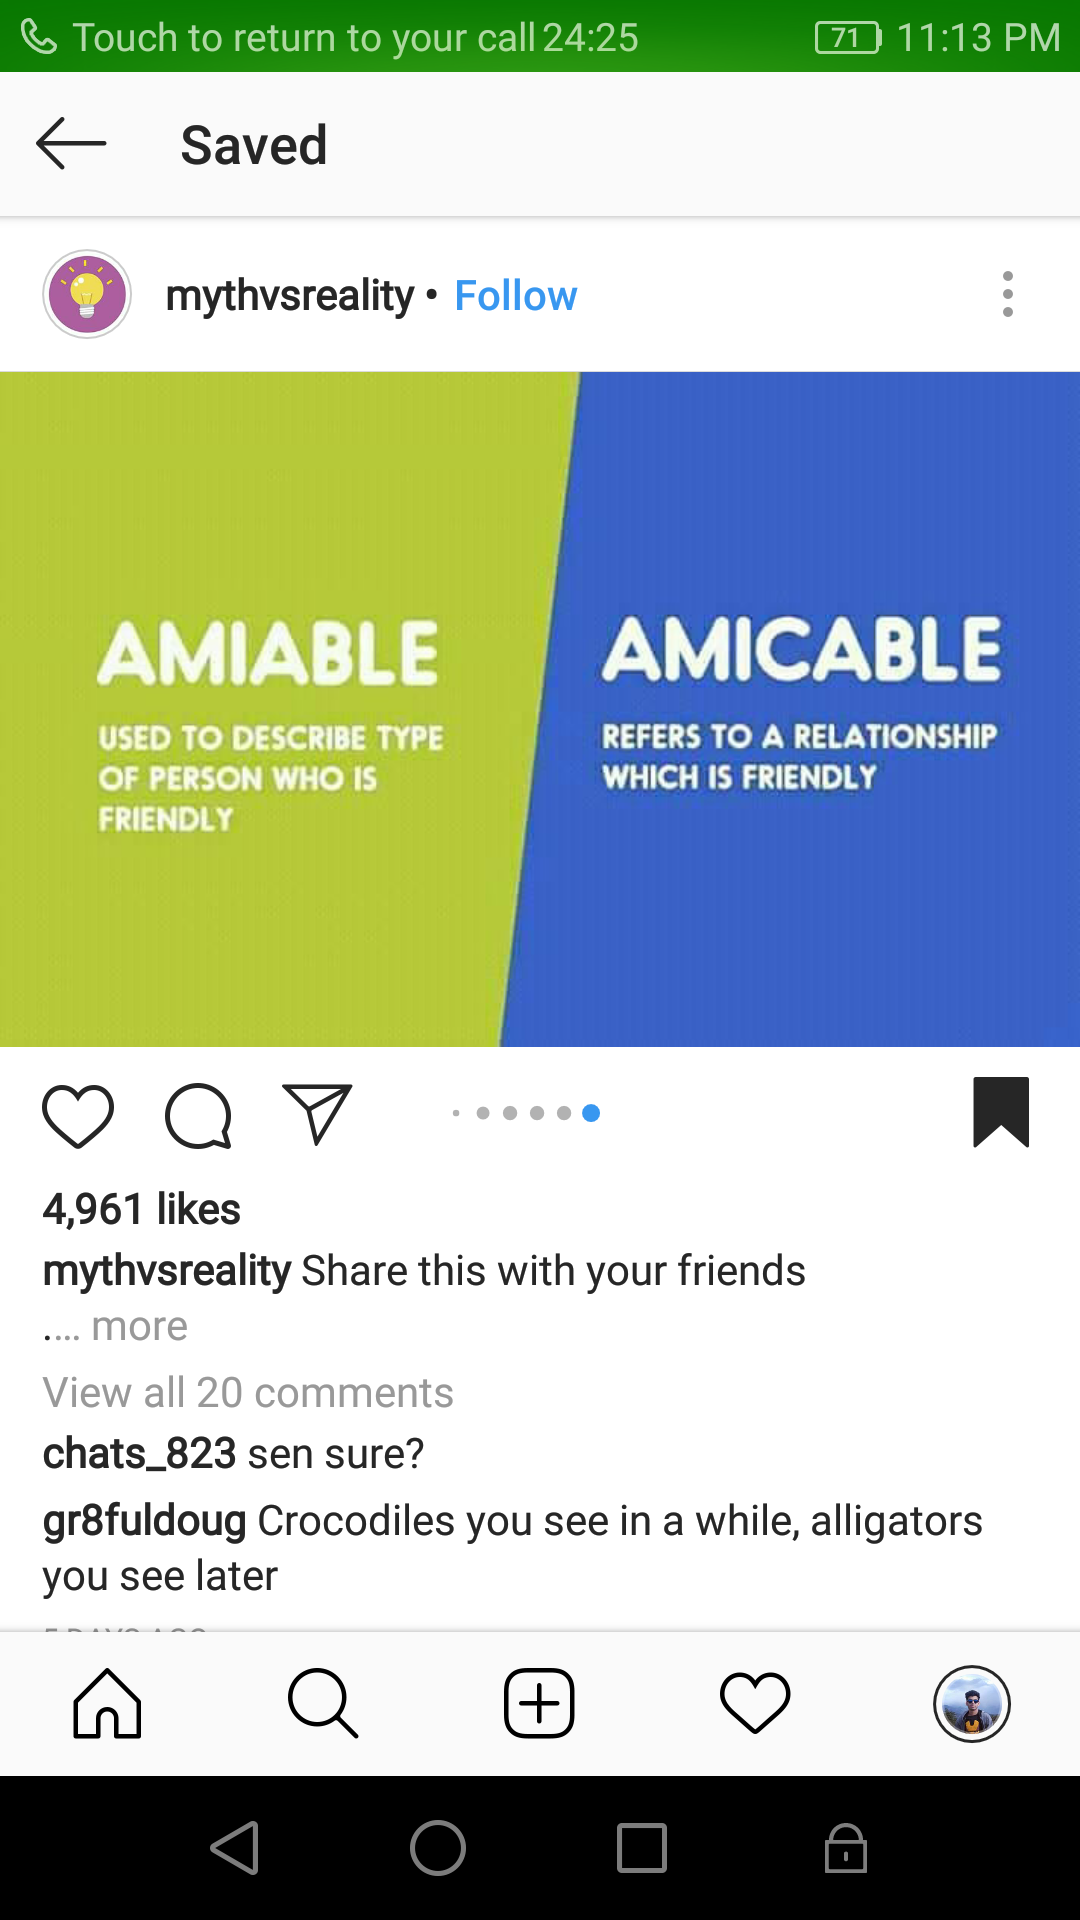 Touch to return to your call 24:25 71 11:13 PM
Saved
mythvsreality • Follow
AMIABLE
USED TO DESCRIBE TYPE
OF PERSON WHO IS
FRIENDLY
AMICABLE
REFERS TO A RELATIONSHIP
WHICH IS FRIENDLY
4,961 likes
mythvsreality Share this with your friends
.... more
View all 20 comments
chats_823 sen sure?
gr8fuldoug Crocodiles you see in a while, alligators
you see later
5 DAYS AGO